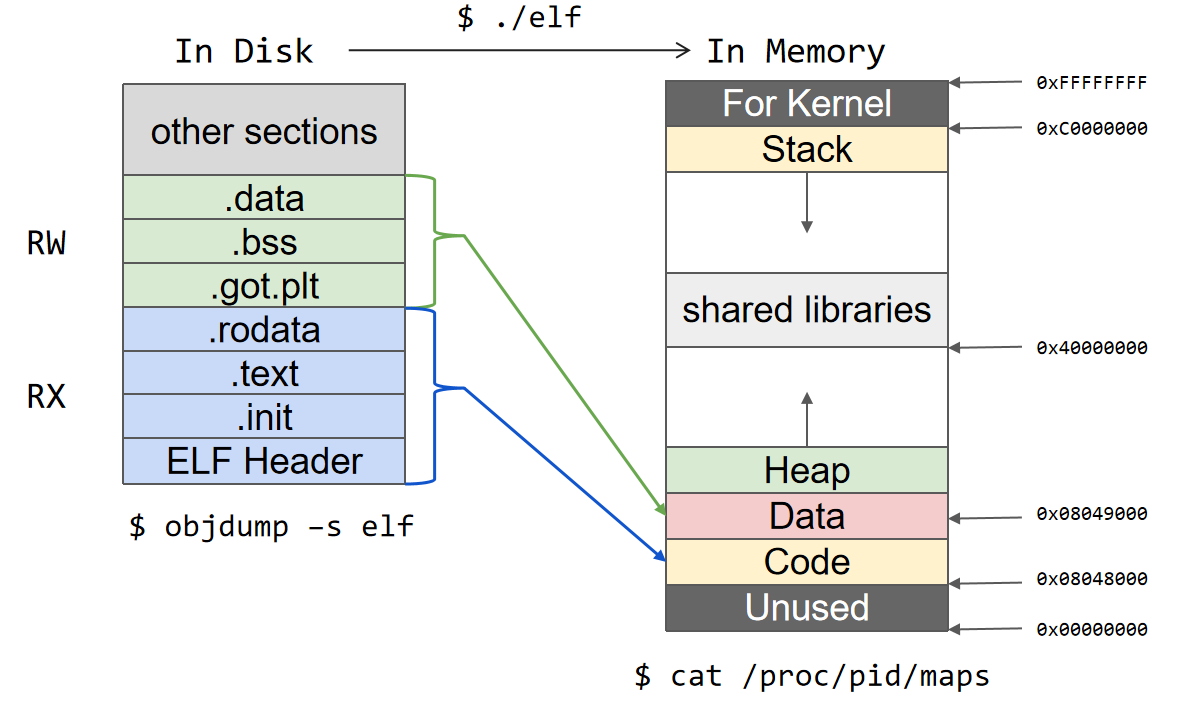 $ ./elf
In Disk
In Memory
other sections
.data
.bss
.got.plt
.rodata
.text
.init
ELF Header
RW
RX
$ objdump –s elf
For Kernel
Stack
shared libraries
Heap
Data
Code
Unused
0xFFFFFFFF
0xC0000000
0x40000000
0x08049000
0x08048000
0x00000000
$ cat /proc/pid/maps